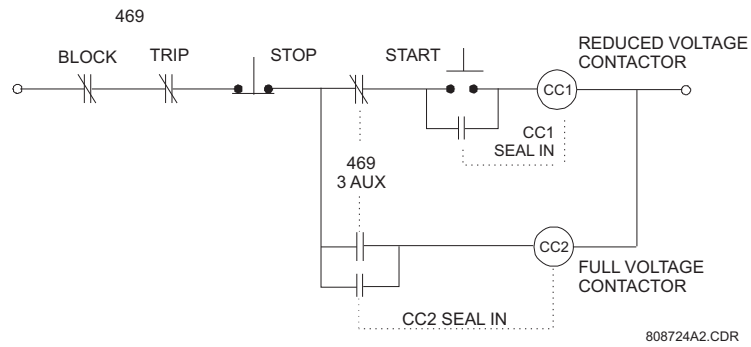 469
BLOCK
TRIP
STOP
START
REDUCED VOLTAGE
CONTACTOR
CC1
CC1
SEAL IN
469
3 AUX
CC2
FULL VOLTAGE
CONTACTOR
CC2 SEAL IN
808724A2.CDR